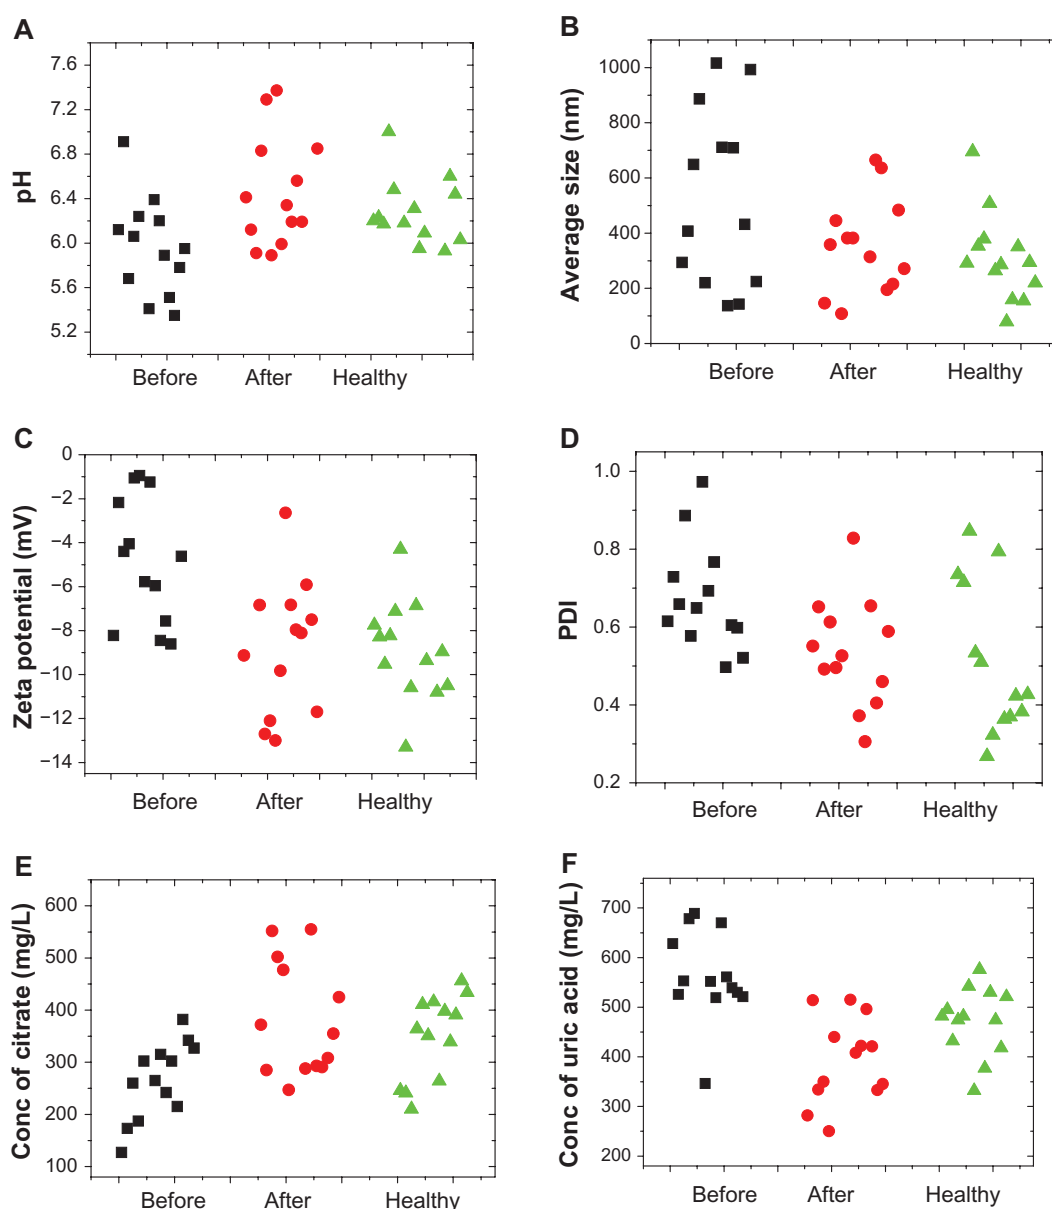 A
pH
7.6
7.2
6.8
6.4
6.0
5.6
5.2
Before After Healthy
B
Average size (nm)
1000
800
600
400
200
0
Before After Healthy
C
Zeta potential (mV)
0
−2
−4
−6
−8
−10
−12
−14
Before After Healthy
D
PDI
1.0
0.8
0.6
0.4
0.2
Before After Healthy
E
Conc of citrate (mg/L)
600
500
400
300
200
100
Before After Healthy
F
Conc of uric acid (mg/L)
700
600
500
400
300
200
Before After Healthy